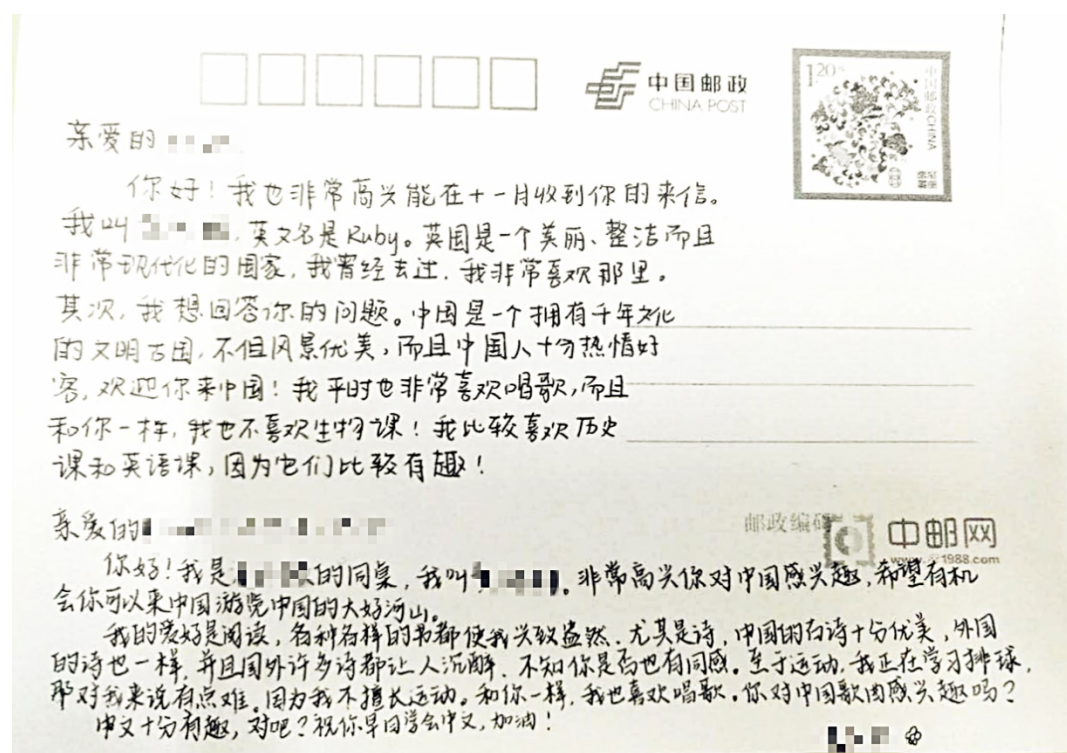 中国邮政
CHINA POST
1.20
中国邮政 CHINA
亲爱的
你好！我也非常高兴能在十一月收到你的来信。
我叫 ，英文名是Ruby。英国是一个美丽、整洁而且
非常现代化的国家，我曾经去过，我非常喜欢那里。
其次，我想回答你的问题。中国是一个拥有千年文化
的文明古国，不但风景优美，而且中国人十分热情好
客，欢迎你来中国！我平时也非常喜欢唱歌，而且
和你一样，我也不喜欢生物课！我比较喜欢历史
课和英语课，因为它们比较有趣！
亲爱的
邮政编码
中邮网
www.e1988.com
你好！我是 的同桌，我叫 。非常高兴你对中国感兴趣，希望有机
会你可以来中国游览中国的大好河山。
我的爱好是阅读，各种各样的书都使我兴致盎然，尤其是诗，中国的古诗十分优美，外国
的诗也一样，并且国外许多诗都让人沉醉，不知你是否也有同感。至于运动，我正在学习排球，
那对我来说有点难。因为我不擅长运动。和你一样，我也喜欢唱歌。你对中国歌曲感兴趣吗？
中文十分有趣，对吧？祝你早日学会中文，加油！